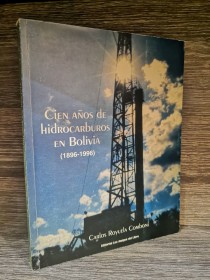 CIEN AÑOS DE
HIDROCARBUROS
EN BOLIVIA
(1896-1996)
CARLOS ROYUELA COMBONI